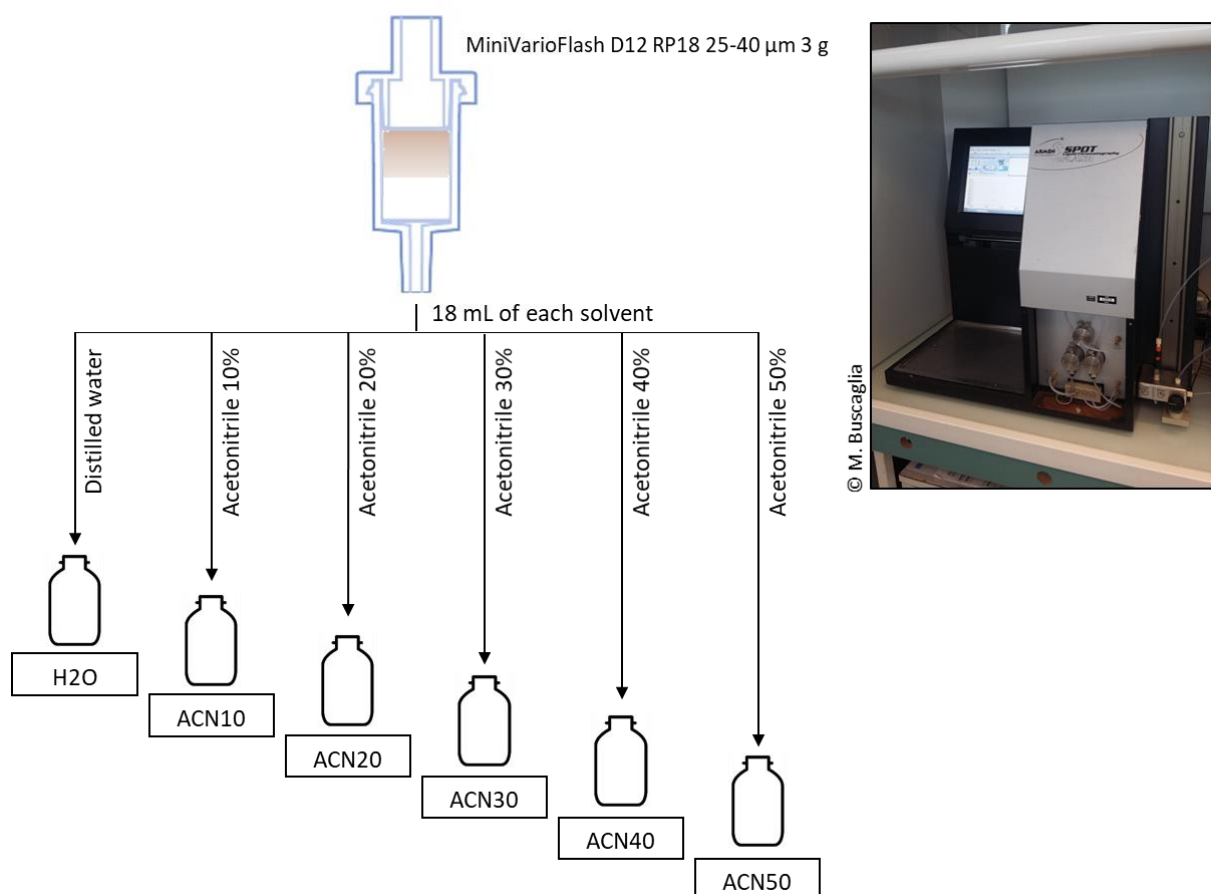 MiniVarioFlash D12 RP18 25-40 µm 3 g
18 mL of each solvent
Distilled water
Acetonitrile 10%
Acetonitrile 20%
Acetonitrile 30%
Acetonitrile 40%
Acetonitrile 50%
H2O
ACN10
ACN20
ACN30
ACN40
ACN50
© M. Buscaglia
ARMEN
SPOT